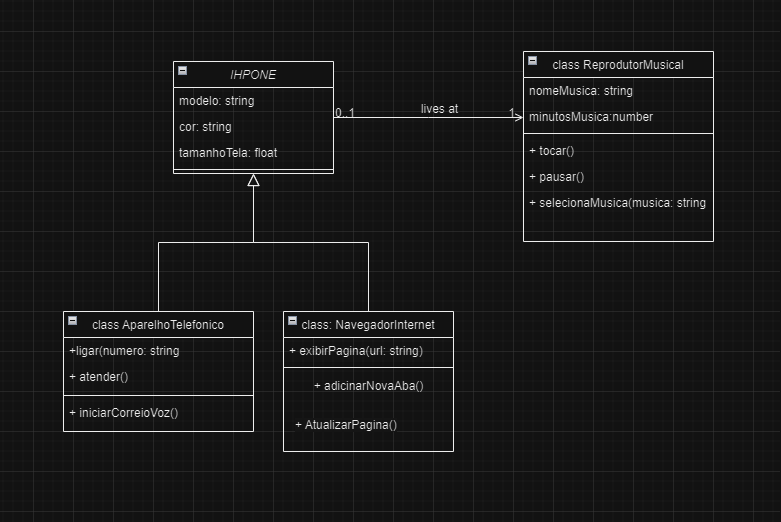 IHPONE
modelo: string
cor: string
tamanhoTela: float
0..1
lives at
1
class ReprodutorMusical
nomeMusica: string
minutosMusica:number
+ tocar()
+ pausar()
+ selecionaMusica(musica: string
class AparelhoTelefonico
+ligar(numero: string
+ atender()
+ iniciarCorreioVoz()
class: NavegadorInternet
+ exibirPagina(url: string)
+ adicinarNovaAba()
+ AtualizarPagina()